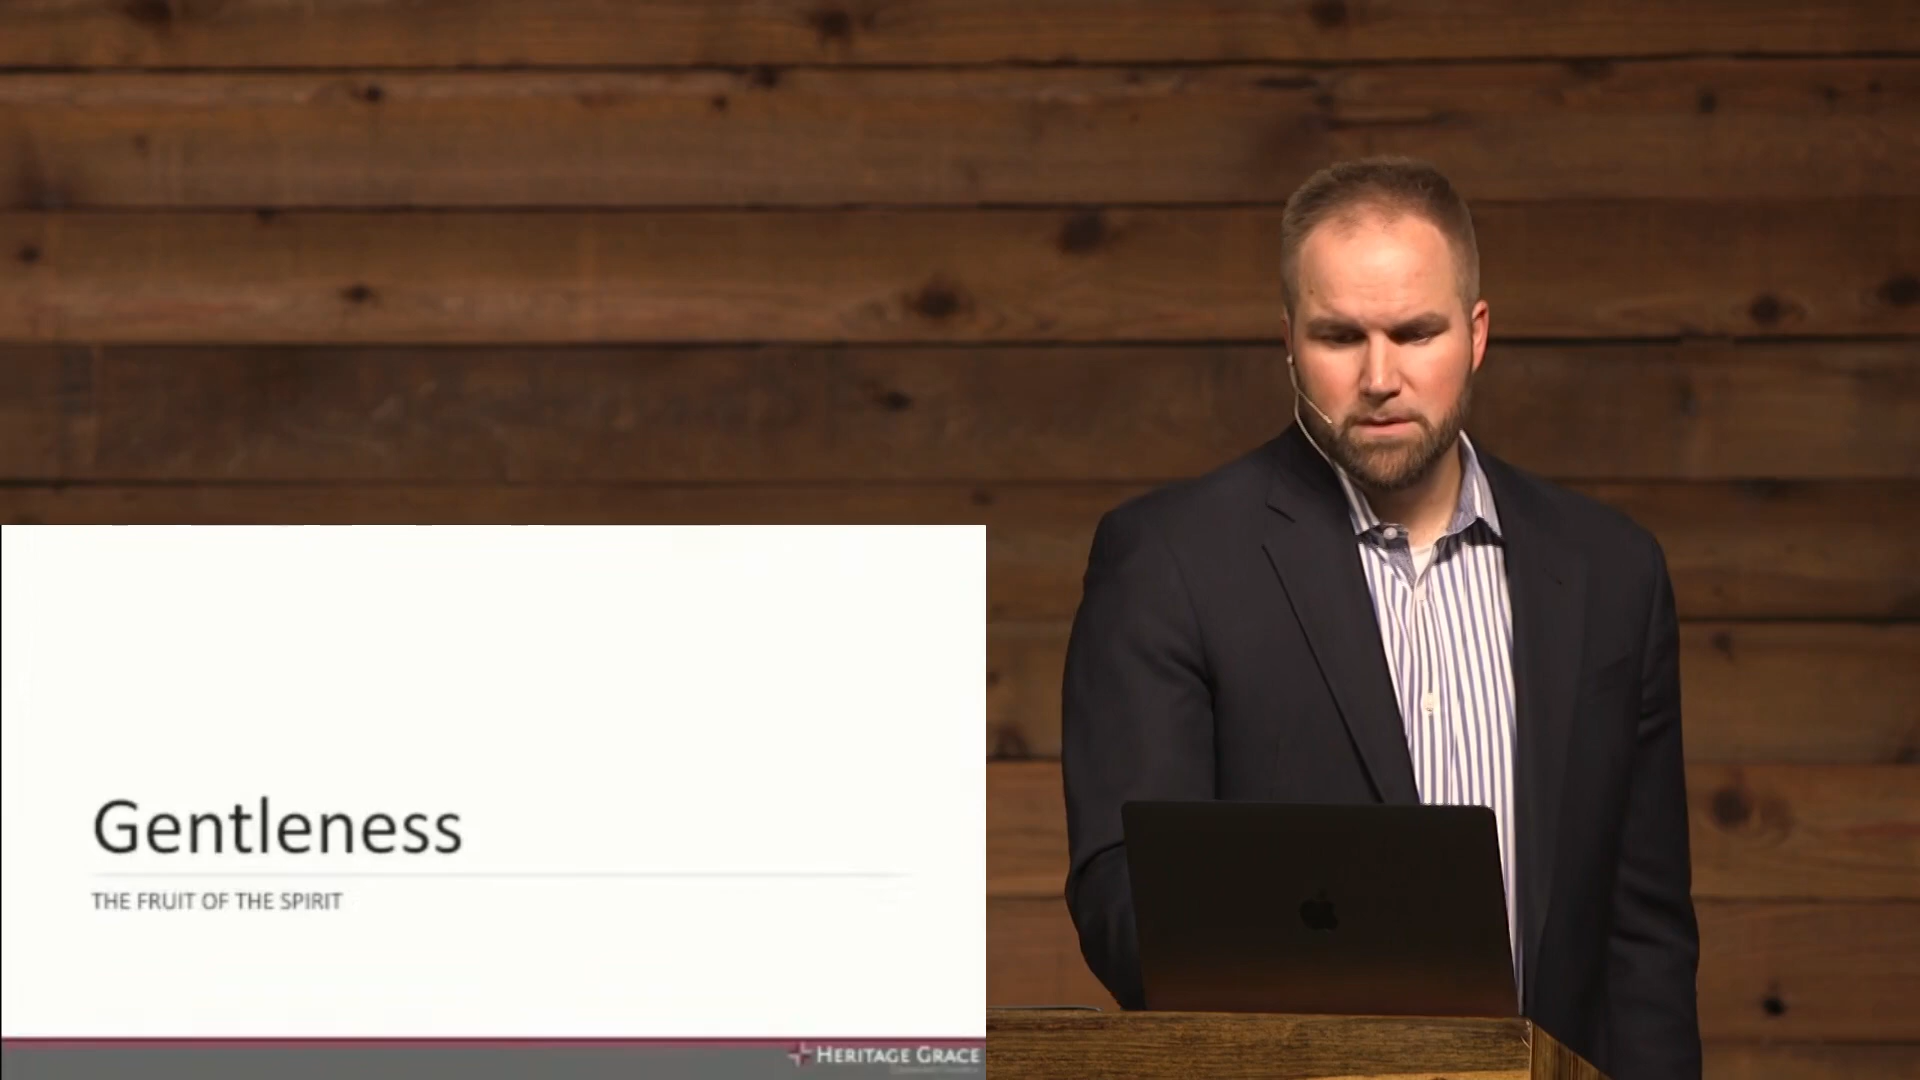 Gentleness
THE FRUIT OF THE SPIRIT
HERITAGE GRACE